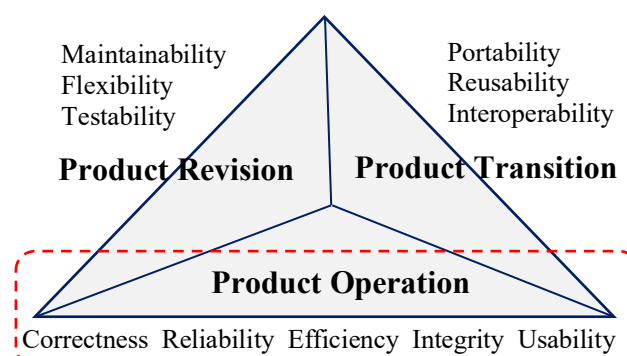 Maintainability
Flexibility
Testability
Portability
Reusability
Interoperability
Product Revision
Product Transition
Product Operation
Correctness Reliability Efficiency Integrity Usability